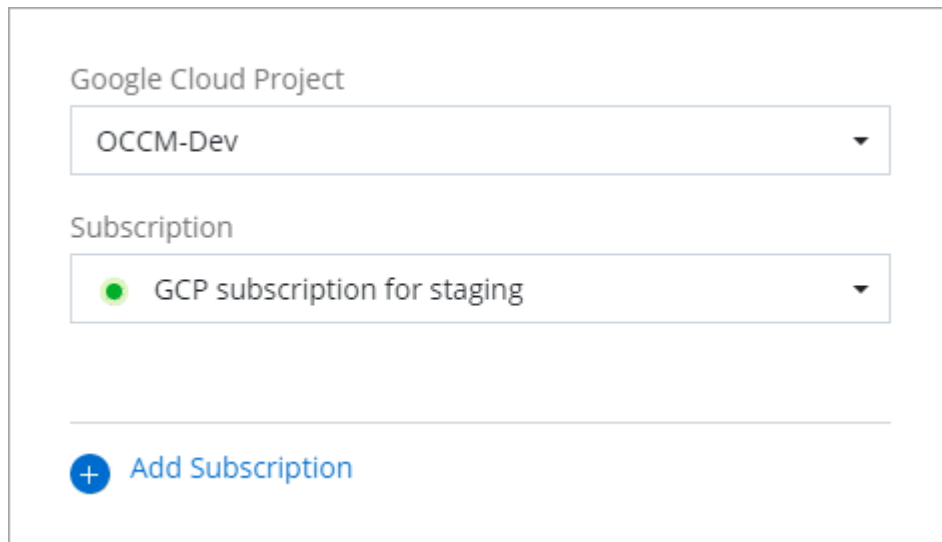 Google Cloud Project
OCCM-Dev
Subscription
GCP subscription for staging
Add Subscription